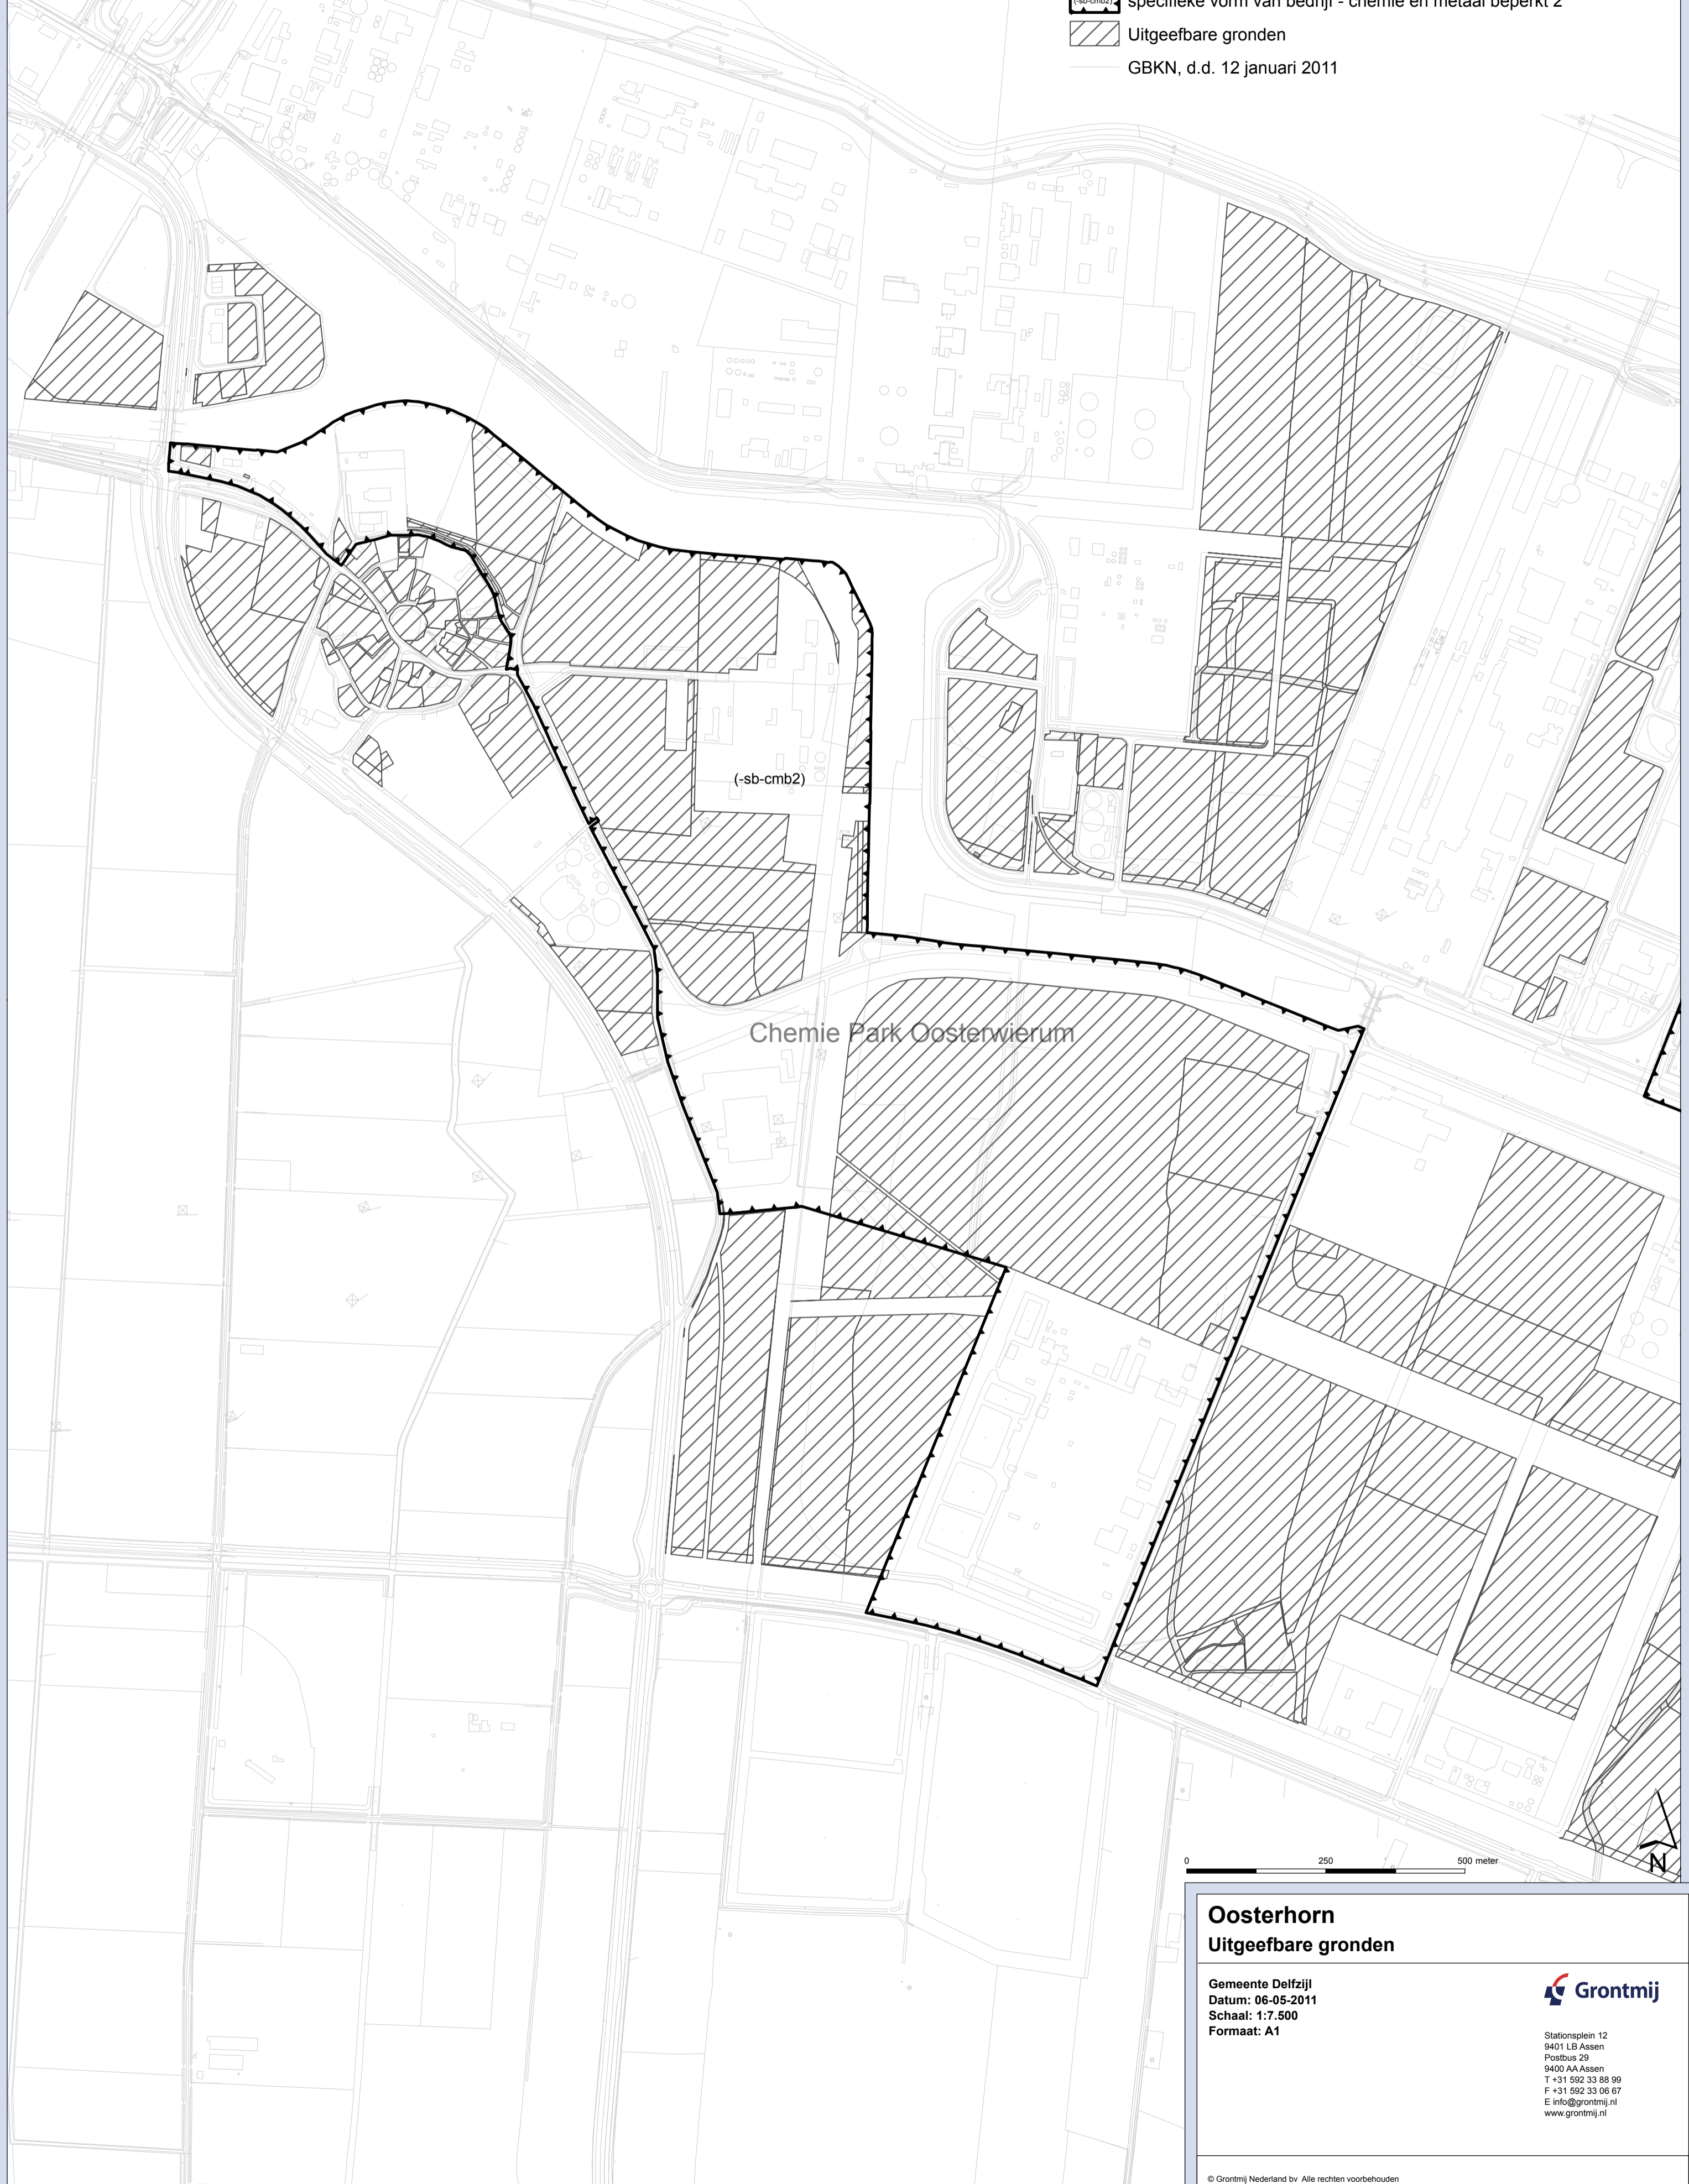 (-sb-cmb2) specifieke vorm van bedrijf - chemie en metaal beperkt 2
Uitgeefbare gronden
GBKN, d.d. 12 januari 2011
(-sb-cmb2)
Chemie Park Oosterwierum
0 250 500 meter
N
Oosterhorn
Uitgeefbare gronden
Gemeente Delfzijl
Datum: 06-05-2011
Schaal: 1:7.500
Formaat: A1
Grontmij
Stationsplein 12
9401 LB Assen
Postbus 29
9400 AA Assen
T +31 592 33 88 99
F +31 592 33 06 67
E info@grontmij.nl
www.grontmij.nl
© Grontmij Nederland bv Alle rechten voorbehouden